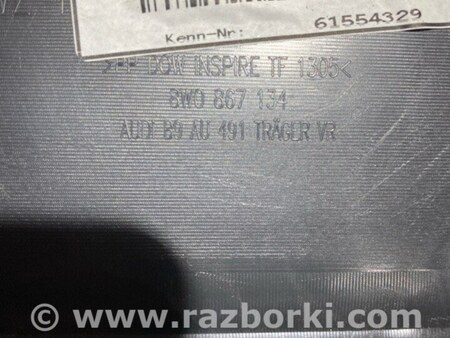 Kenn-Nr: 61554329
>PP DOW INSPIRE TF 1305<
8W0 867 134
AUDI B9 AU 491 TRÄGER VR
© www.razborki.com